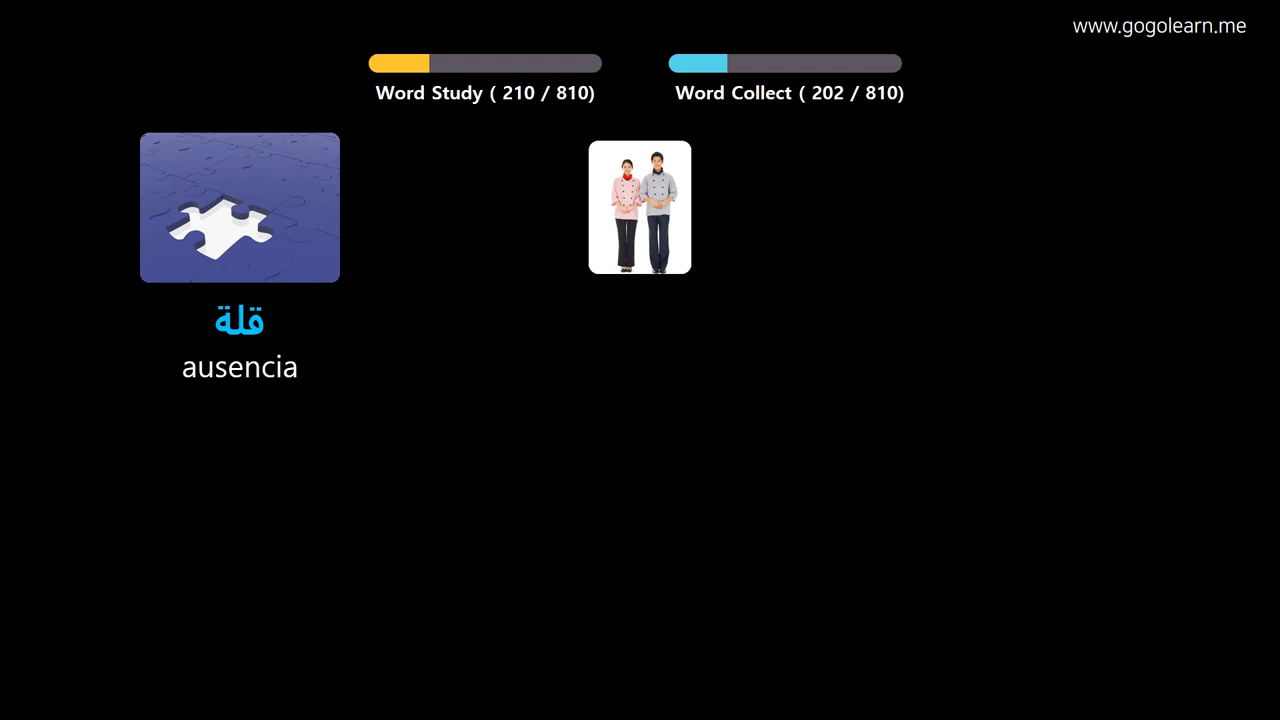 www.gogolearn.me
Word Study ( 210 / 810)
Word Collect ( 202 / 810)
قلة
ausencia